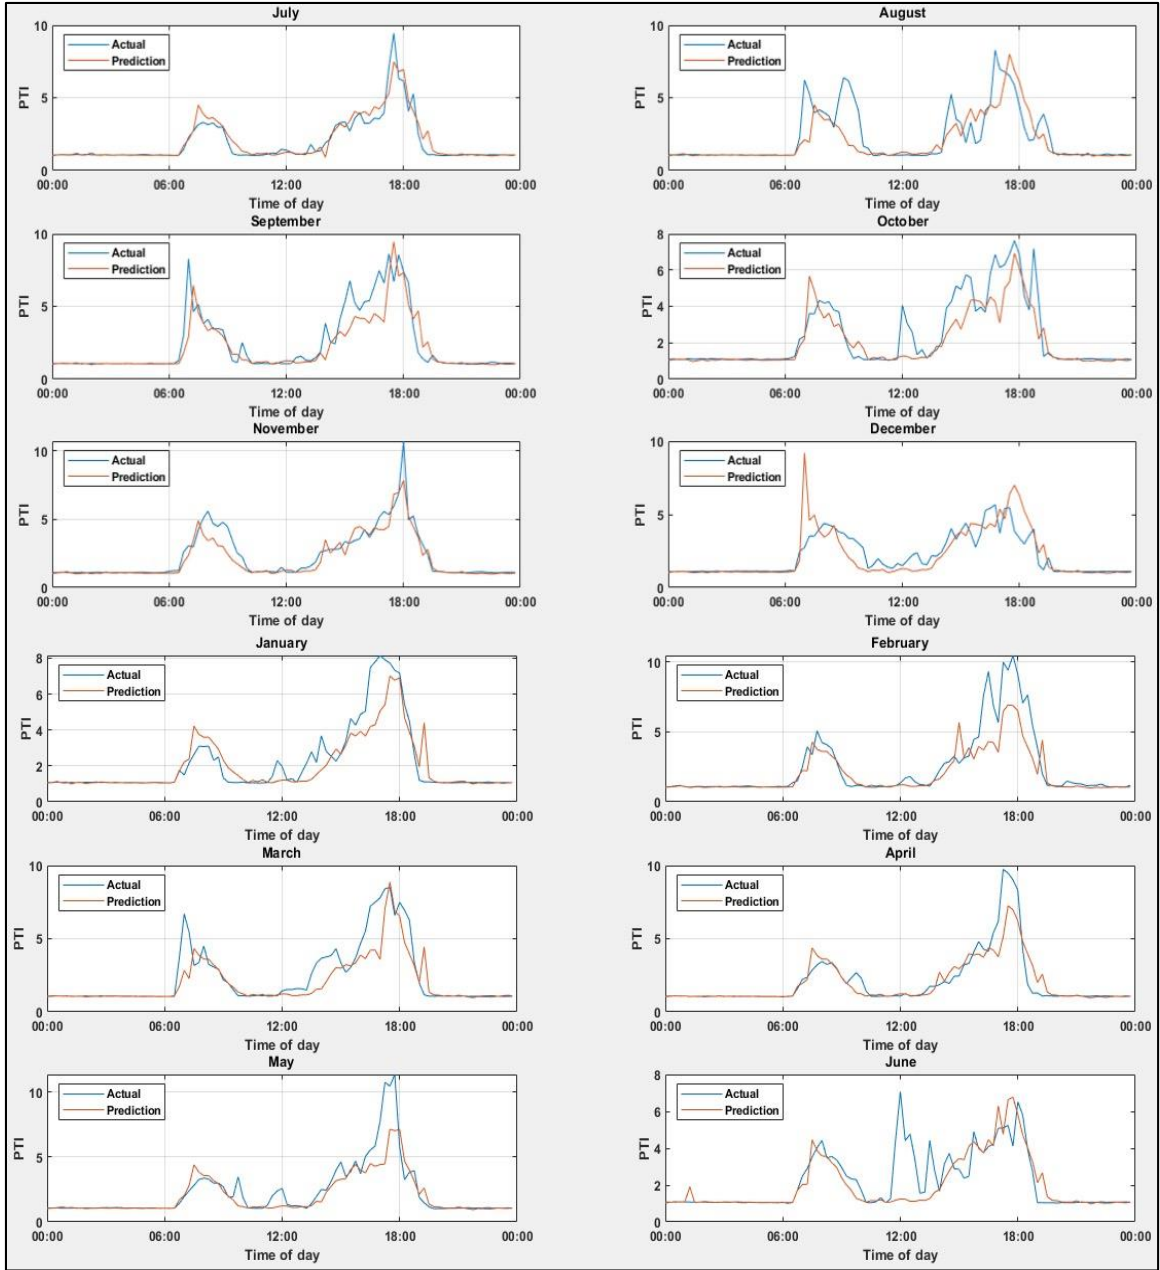 July
10
5
0
PTI
Actual
Prediction
00:00 06:00 12:00 18:00 00:00
Time of day
August
10
5
0
PTI
Actual
Prediction
00:00 06:00 12:00 18:00 00:00
Time of day
September
10
5
0
PTI
Actual
Prediction
00:00 06:00 12:00 18:00 00:00
Time of day
October
8
6
4
2
0
PTI
Actual
Prediction
00:00 06:00 12:00 18:00 00:00
Time of day
November
10
5
0
PTI
Actual
Prediction
00:00 06:00 12:00 18:00 00:00
Time of day
December
10
5
0
PTI
Actual
Prediction
00:00 06:00 12:00 18:00 00:00
Time of day
January
8
6
4
2
0
PTI
Actual
Prediction
00:00 06:00 12:00 18:00 00:00
Time of day
February
10
5
0
PTI
Actual
Prediction
00:00 06:00 12:00 18:00 00:00
Time of day
March
10
5
0
PTI
Actual
Prediction
00:00 06:00 12:00 18:00 00:00
Time of day
April
10
5
0
PTI
Actual
Prediction
00:00 06:00 12:00 18:00 00:00
Time of day
May
10
5
0
PTI
Actual
Prediction
00:00 06:00 12:00 18:00 00:00
Time of day
June
8
6
4
2
0
PTI
Actual
Prediction
00:00 06:00 12:00 18:00 00:00
Time of day